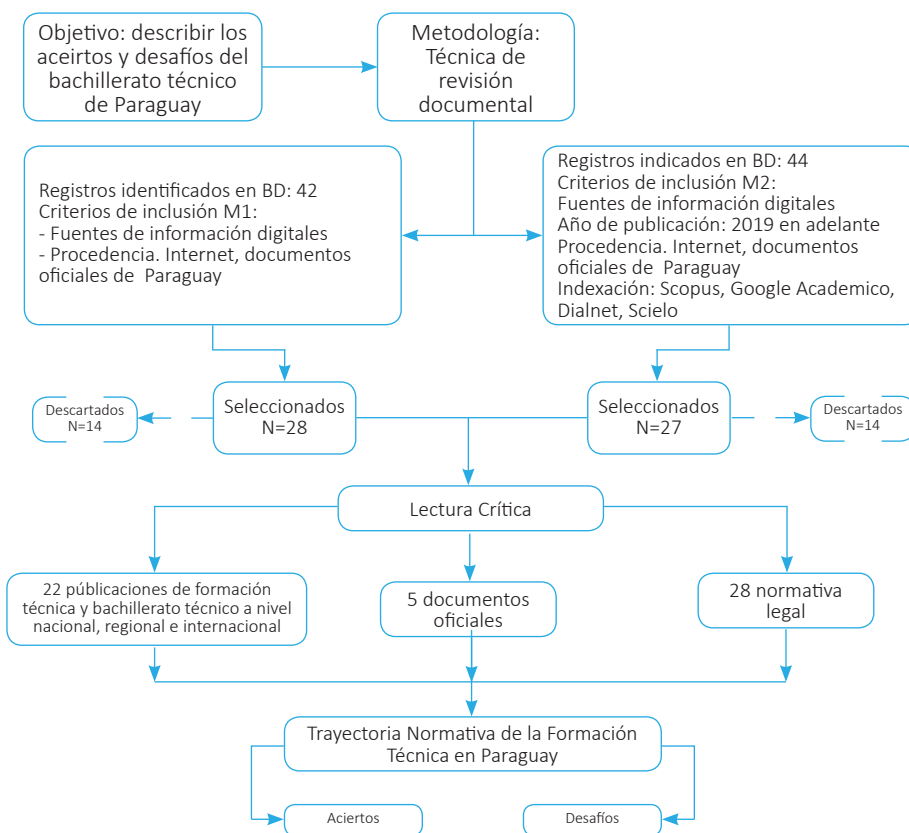 Objetivo: describir los
aceirtos y desafíos del
bachillerato técnico
de Paraguay
Metodología:
Técnica de
revisión
documental
Registros identificados en BD: 42
Criterios de inclusión M1:
- Fuentes de información digitales
- Procedencia. Internet, documentos
oficiales de Paraguay
Registros indicados en BD: 44
Criterios de inclusión M2:
Fuentes de información digitales
Año de publicación: 2019 en adelante
Procedencia. Internet, documentos
oficiales de Paraguay
Indexación: Scopus, Google Academico,
Dialnet, Scielo
Descartados
N=14
Seleccionados
N=28
Seleccionados
N=27
Descartados
N=14
Lectura Crítica
22 públicaciones de formación
técnica y bachillerato técnico a nivel
nacional, regional e internacional
5 documentos
oficiales
28 normativa
legal
Trayectoria Normativa de la Formación
Técnica en Paraguay
Aciertos
Desafíos